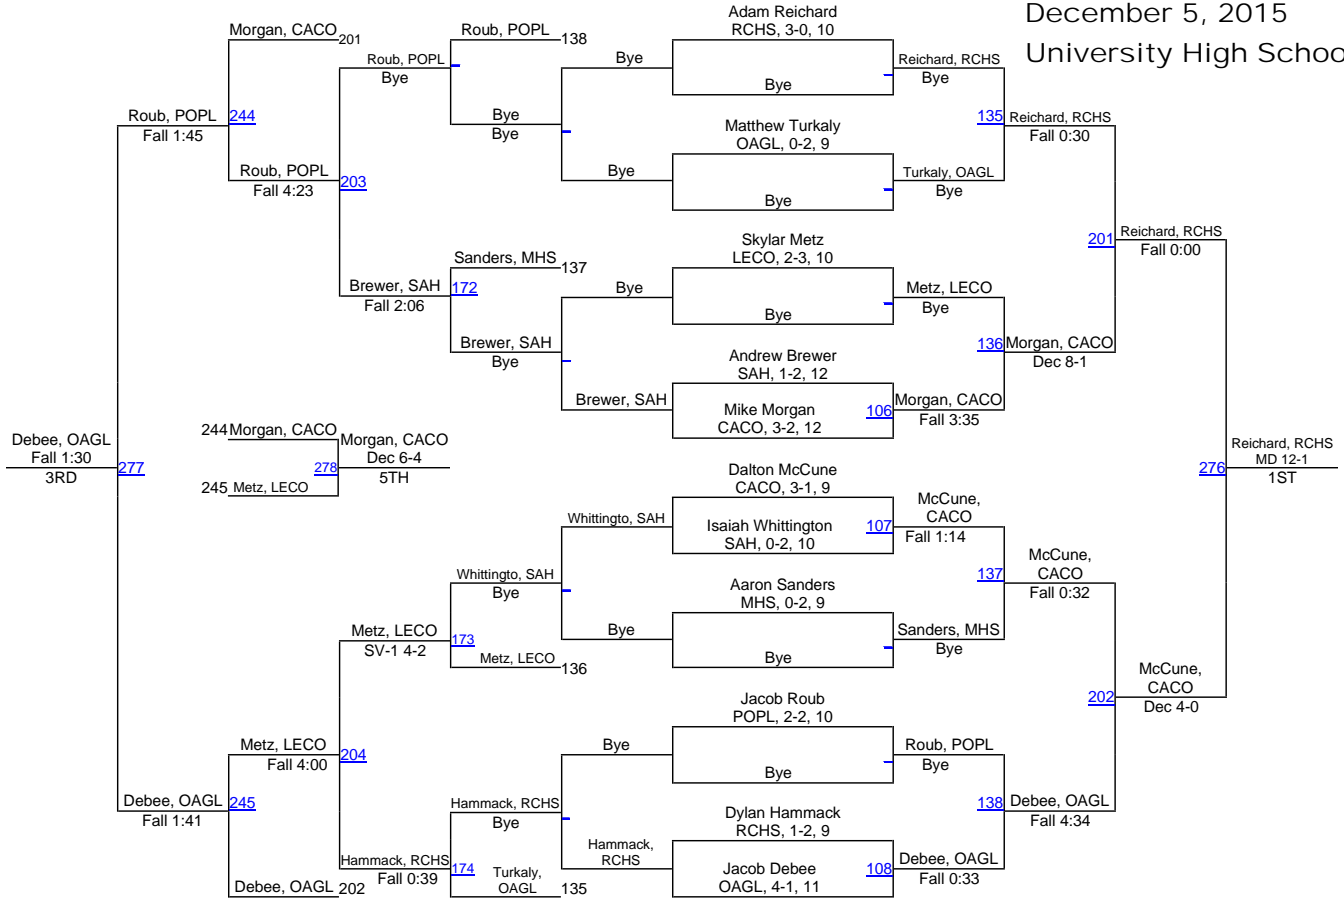 December 5, 2015
University High Schoo
Morgan, CACO
201
Roub, POPL
Fall 1:45
244
Roub, POPL
Fall 4:23
203
Roub, POPL
Bye
Roub, POPL
138
Bye
Bye
Bye
Bye
Brewer, SAH
Fall 2:06
Sanders, MHS
137
172
Brewer, SAH
Bye
Bye
Brewer, SAH
Adam Reichard
RCHS, 3-0, 10
Bye
Reichard, RCHS
Bye
Matthew Turkaly
OAGL, 0-2, 9
Bye
Turkaly, OAGL
Bye
135
Reichard, RCHS
Fall 0:30
Skylar Metz
LECO, 2-3, 10
Bye
Metz, LECO
Bye
Andrew Brewer
SAH, 1-2, 12
Mike Morgan
CACO, 3-2, 12
106
Morgan, CACO
Fall 3:35
136
Morgan, CACO
Dec 8-1
201
Reichard, RCHS
Fall 0:00
Debee, OAGL
Fall 1:30
3RD
277
244
Morgan, CACO
245
Metz, LECO
278
Morgan, CACO
Dec 6-4
5TH
276
Reichard, RCHS
MD 12-1
1ST
Dalton McCune
CACO, 3-1, 9
Isaiah Whittington
SAH, 0-2, 10
107
McCune,
CACO
Fall 1:14
Aaron Sanders
MHS, 0-2, 9
Bye
Sanders, MHS
Bye
137
McCune,
CACO
Fall 0:32
Whittingto, SAH
Whittingto, SAH
Bye
Bye
Metz, LECO
SV-1 4-2
173
Metz, LECO
136
Jacob Roub
POPL, 2-2, 10
Bye
Roub, POPL
Bye
Dylan Hammack
RCHS, 1-2, 9
Jacob Debee
OAGL, 4-1, 11
108
Debee, OAGL
Fall 0:33
138
Debee, OAGL
Fall 4:34
202
McCune,
CACO
Dec 4-0
Metz, LECO
Fall 4:00
204
Bye
Hammack, RCHS
Bye
Hammack,
RCHS
Debee, OAGL
Fall 1:41
245
Hammack, RCHS
Fall 0:39
174
Turkaly,
OAGL
135
Debee, OAGL
202